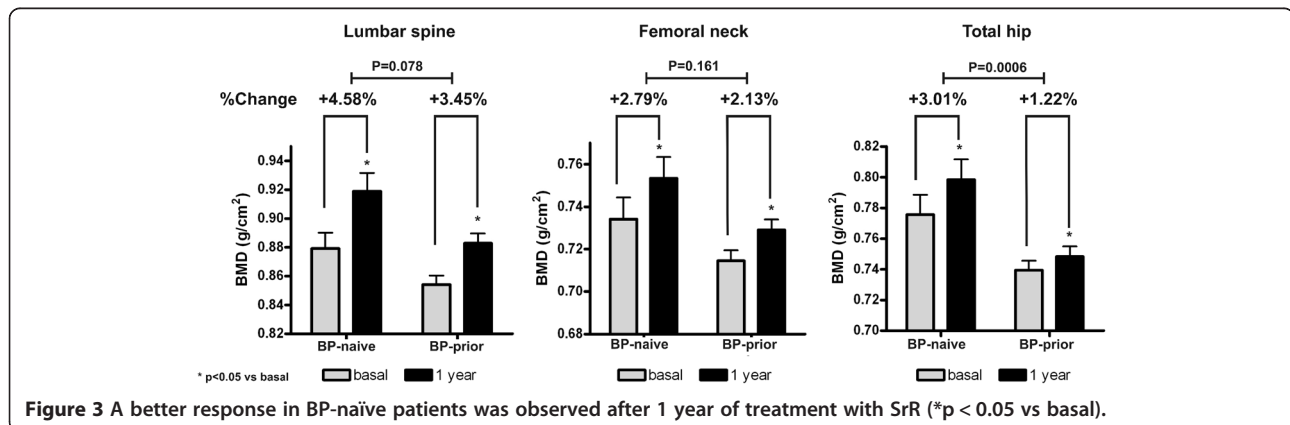 Lumbar spine Femoral neck Total hip
P=0.078 P=0.161 P=0.0006
%Change +4.58% +3.45% +2.79% +2.13% +3.01% +1.22%
BMD (g/cm²)
0.94
0.92
0.90
0.88
0.86
0.84
0.82
* *
BP-naive BP-prior
BMD (g/cm²)
0.76
0.74
0.72
0.70
0.68
* *
BP-naive BP-prior
BMD (g/cm²)
0.82
0.80
0.78
0.76
0.74
0.72
0.70
* *
BP-naive BP-prior
* p<0.05 vs basal basal 1 year basal 1 year basal 1 year
Figure 3 A better response in BP-naïve patients was observed after 1 year of treatment with SrR (*p < 0.05 vs basal).